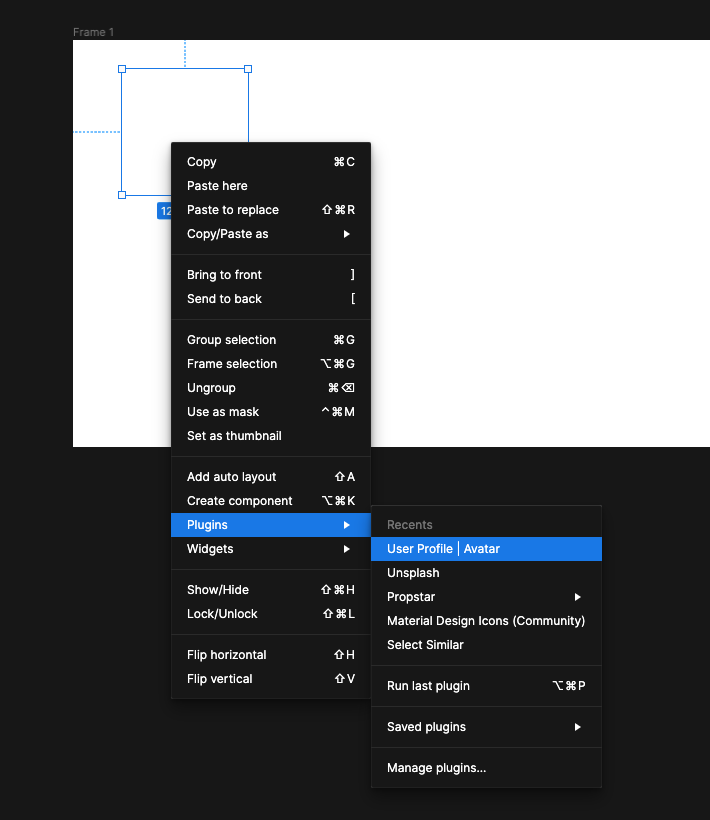 Frame 1
12
Copy ⌘C
Paste here
Paste to replace ⇧⌘R
Copy/Paste as
Bring to front ]
Send to back [
Group selection ⌘G
Frame selection ⌥⌘G
Ungroup ⌘⌫
Use as mask ^⌘M
Set as thumbnail
Add auto layout ⇧A
Create component ⌥⌘K
Plugins
Widgets
Show/Hide ⇧⌘H
Lock/Unlock ⇧⌘L
Flip horizontal ⇧H
Flip vertical ⇧V
Recents
User Profile | Avatar
Unsplash
Propstar
Material Design Icons (Community)
Select Similar
Run last plugin ⌥⌘P
Saved plugins
Manage plugins...